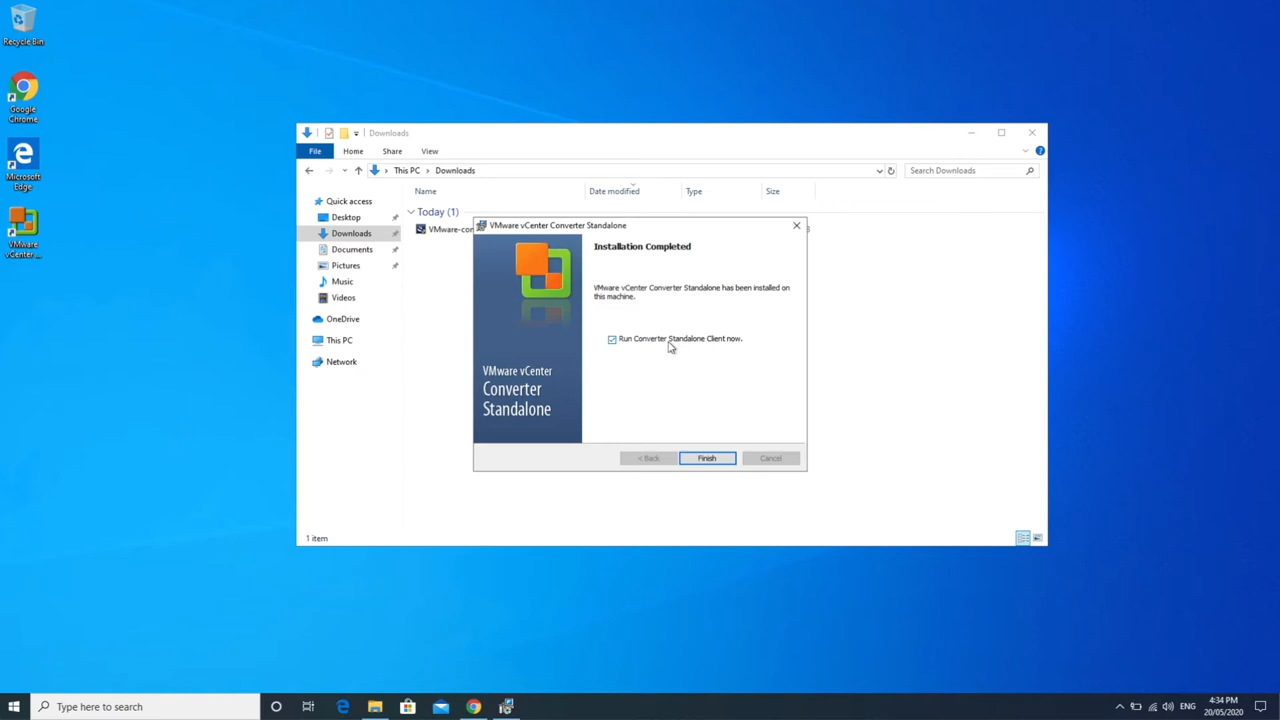 Recycle Bin
Google
Chrome
Microsoft
Edge
VMware
vCenter ...
Downloads
File
Home
Share
View
This PC
Downloads
Search Downloads
Name
Date modified
Type
Size
Quick access
Desktop
Downloads
Documents
Pictures
Music
Videos
OneDrive
This PC
Network
Today (1)
VMware-con
VMware vCenter Converter Standalone
Installation Completed
VMware vCenter Converter Standalone has been installed on
this machine.
Run Converter Standalone Client now.
VMware vCenter
Converter
Standalone
< Back
Finish
Cancel
1 item
Type here to search
ENG
4:34 PM
20/05/2020